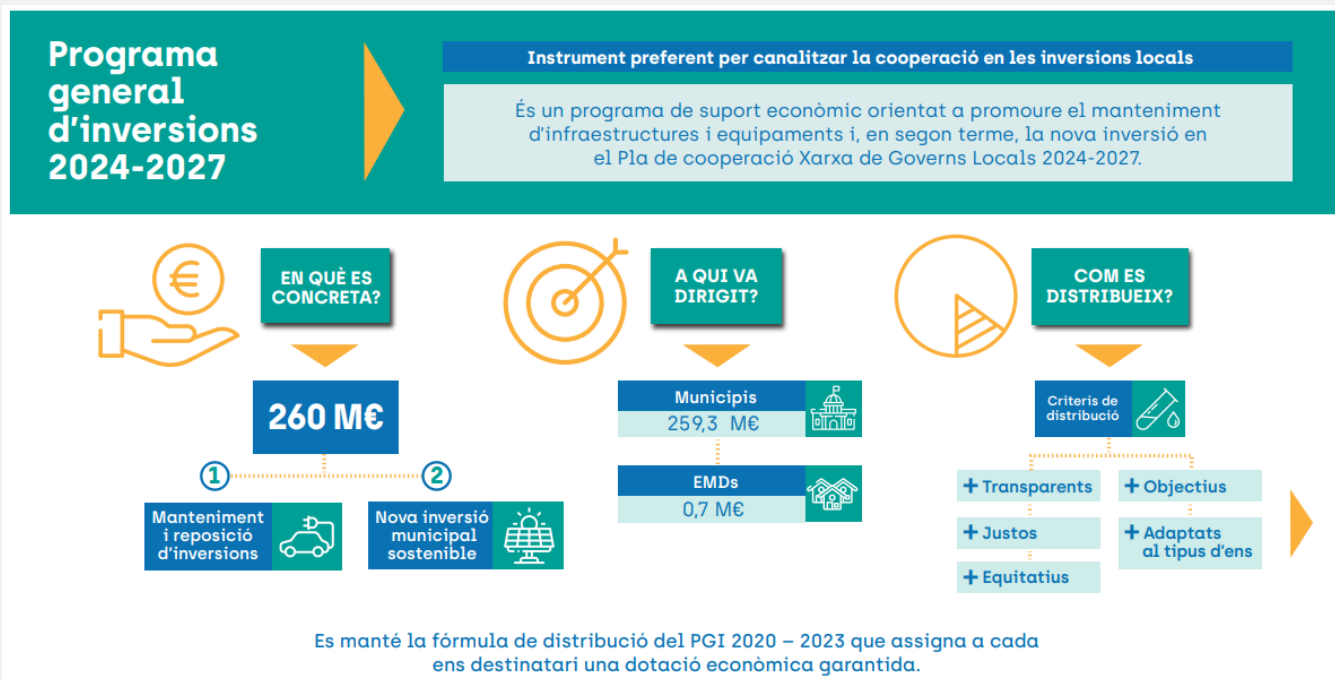 Programa
general
d'inversions
2024-2027
Instrument preferent per canalitzar la cooperació en les inversions locals
És un programa de suport econòmic orientat a promoure el manteniment
d'infraestructures i equipaments i, en segon terme, la nova inversió en
el Pla de cooperació Xarxa de Governs Locals 2024-2027.
EN QUÈ ES
CONCRETA?
260 M€
1
Manteniment
i reposició
d'inversions
2
Nova inversió
municipal
sostenible
A QUI VA
DIRIGIT?
Municipis
259,3 M€
EMDs
0,7 M€
COM ES
DISTRIBUEIX?
Criteris de
distribució
+ Transparents
+ Justos
+ Equitatius
+ Objectius
+ Adaptats
al tipus d'ens
Es manté la fórmula de distribució del PGI 2020 – 2023 que assigna a cada
ens destinatari una dotació econòmica garantida.